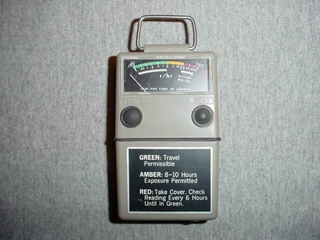 r/hr
GREEN: Travel
Permissible
AMBER: 8-10 Hours
Exposure Permitted
RED: Take Cover. Check
Reading Every 6 Hours
Until in Green.